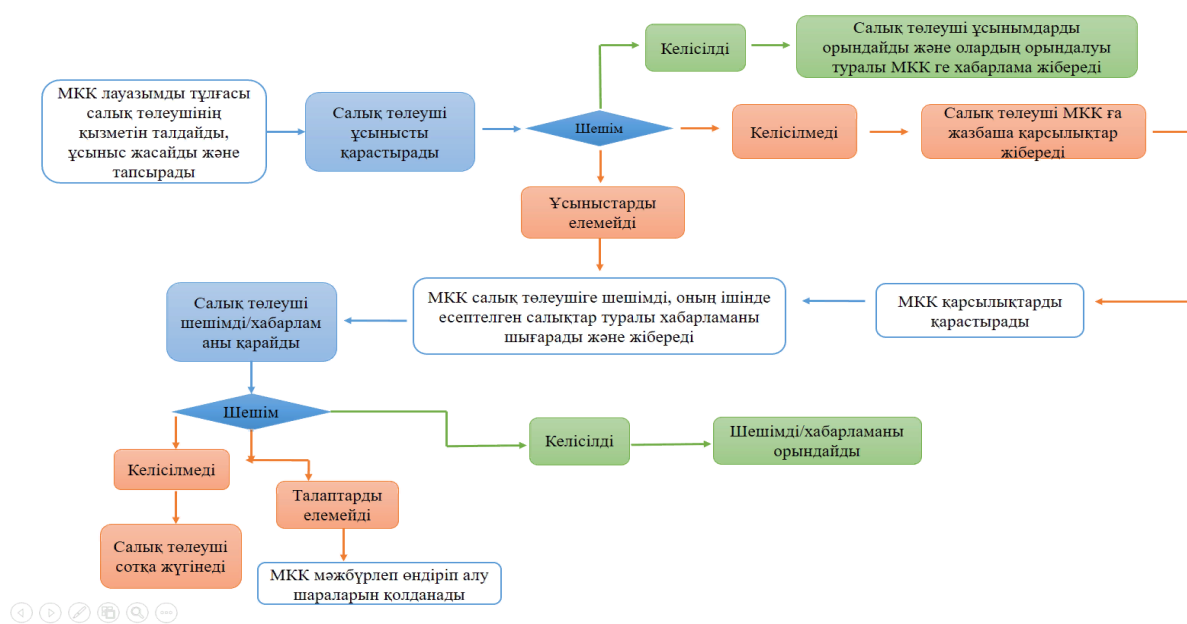 МКК лауазымды тұлғасы
салық төлеушінің
қызметін талдайды,
ұсыныс жасайды және
тапсырады
Салық төлеуші
ұсынысты
қарастырады
Шешім
Келісілді
Салық төлеуші ұсынымдарды
орындайды және олардың орындалуы
туралы МКК ге хабарлама жібереді
Келісілмеді
Салық төлеуші МКК ға
жазбаша қарсылықтар
жібереді
Ұсыныстарды
елемейді
МКК қарсылықтарды
қарастырады
МКК салық төлеушіге шешімді, оның ішінде
есептелген салықтар туралы хабарламаны
шығарады және жібереді
Салық төлеуші
шешімді/хабарлам
аны қарайды
Шешім
Келісілді
Шешімді/хабарламаны
орындайды
Келісілмеді
Салық төлеуші
сотқа жүгінеді
Талаптарды
елемейді
МКК мәжбүрлеп өндіріп алу
шараларын қолданады